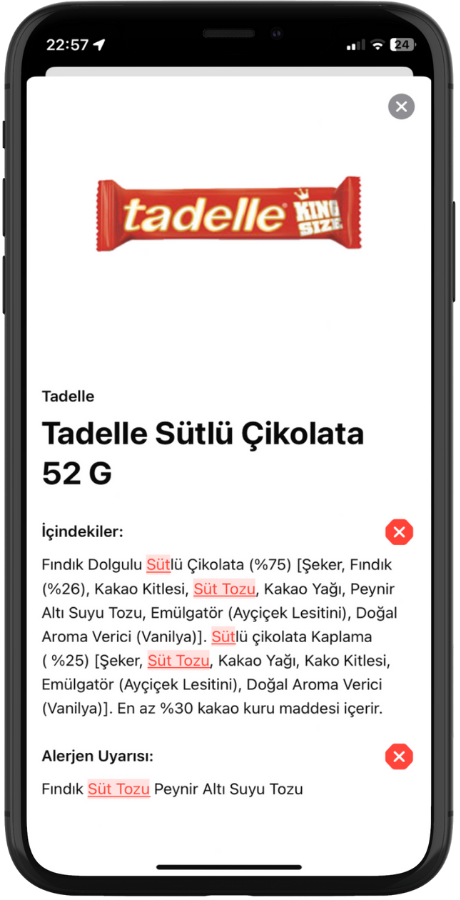 22:57
24
tadelle
KING
SIZE
Tadelle
Tadelle Sütlü Çikolata
52 G
İçindekiler:
Fındık Dolgulu Sütlü Çikolata (%75) [Şeker, Fındık
(%26), Kakao Kitlesi, Süt Tozu, Kakao Yağı, Peynir
Altı Suyu Tozu, Emülgatör (Ayçiçek Lesitini), Doğal
Aroma Verici (Vanilya)]. Sütlü çikolata Kaplama
( %25) [Şeker, Süt Tozu, Kakao Yağı, Kako Kitlesi,
Emülgatör (Ayçiçek Lesitini), Doğal Aroma Verici
(Vanilya)]. En az %30 kakao kuru maddesi içerir.
Alerjen Uyarısı:
Fındık Süt Tozu Peynir Altı Suyu Tozu